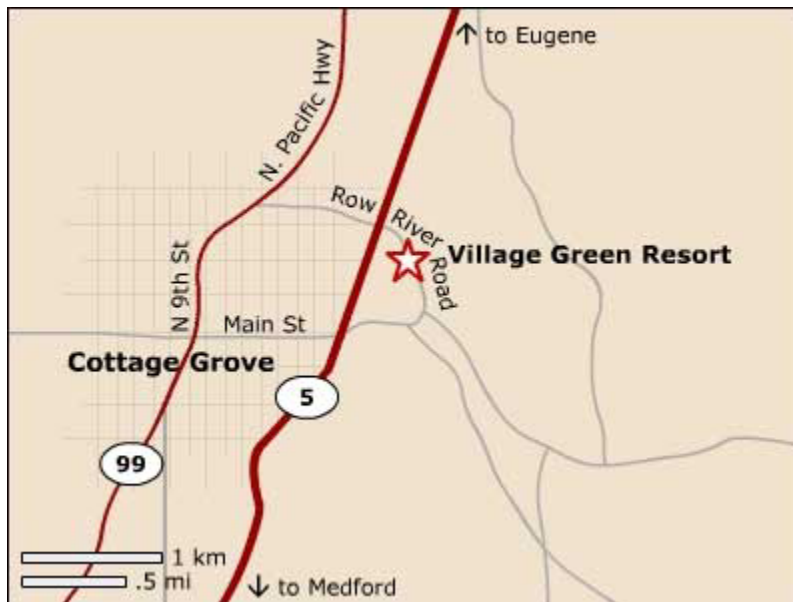 ↑ to Eugene
N. Pacific Hwy
Row River Road
Village Green Resort
N 9th St
Main St
Cottage Grove
5
99
1 km
.5 mi
↓ to Medford